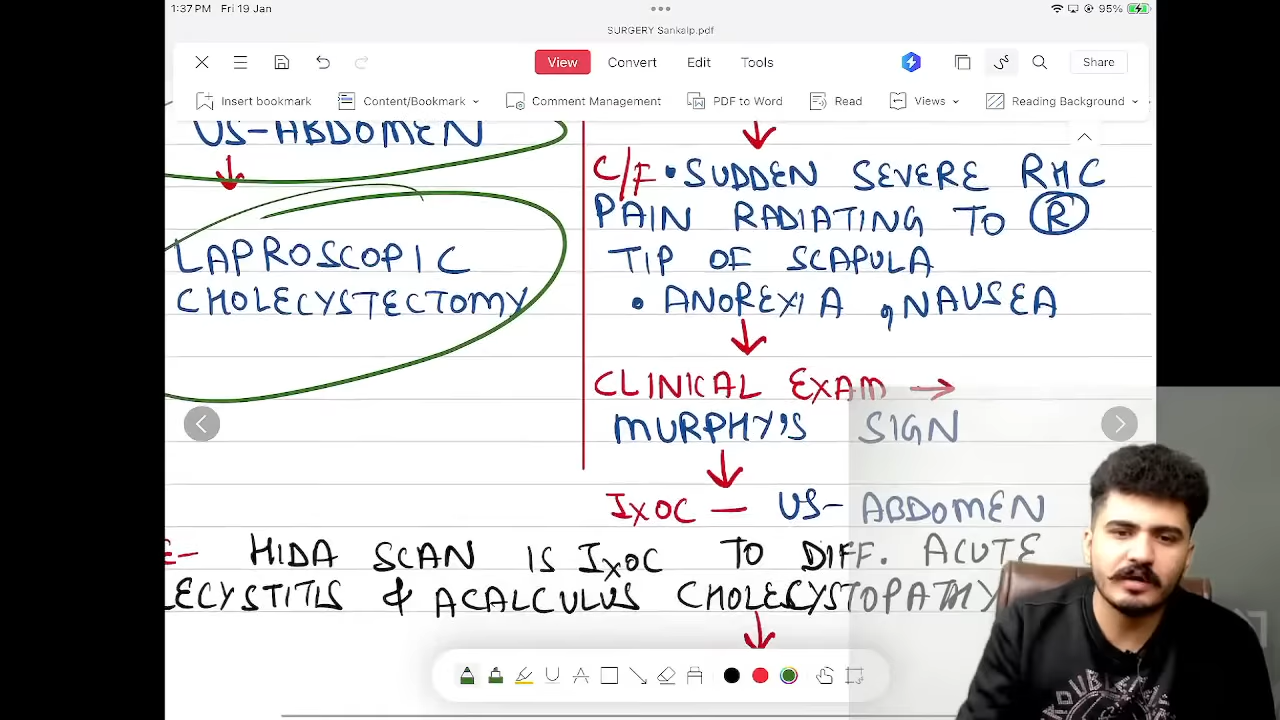 1:37 PM Fri 19 Jan
95%
SURGERY Sankalp.pdf
View Convert Edit Tools Share
Insert bookmark Content/Bookmark Comment Management PDF to Word Read Views Reading Background
US-ABDOMEN
LAPROSCOPIC
CHOLECYSTECTOMY
C/F • SUDDEN SEVERE RHC
PAIN RADIATING TO R
TIP OF SCAPULA
• ANOREXIA , NAUSEA
CLINICAL EXAM →
MURPHY'S SIGN
IxOC — US-ABDOMEN
E- HIDA SCAN IS IxOC TO DIFF. ACUTE
LECYSTITIS & ACALCULUS CHOLECYSTOPATHY